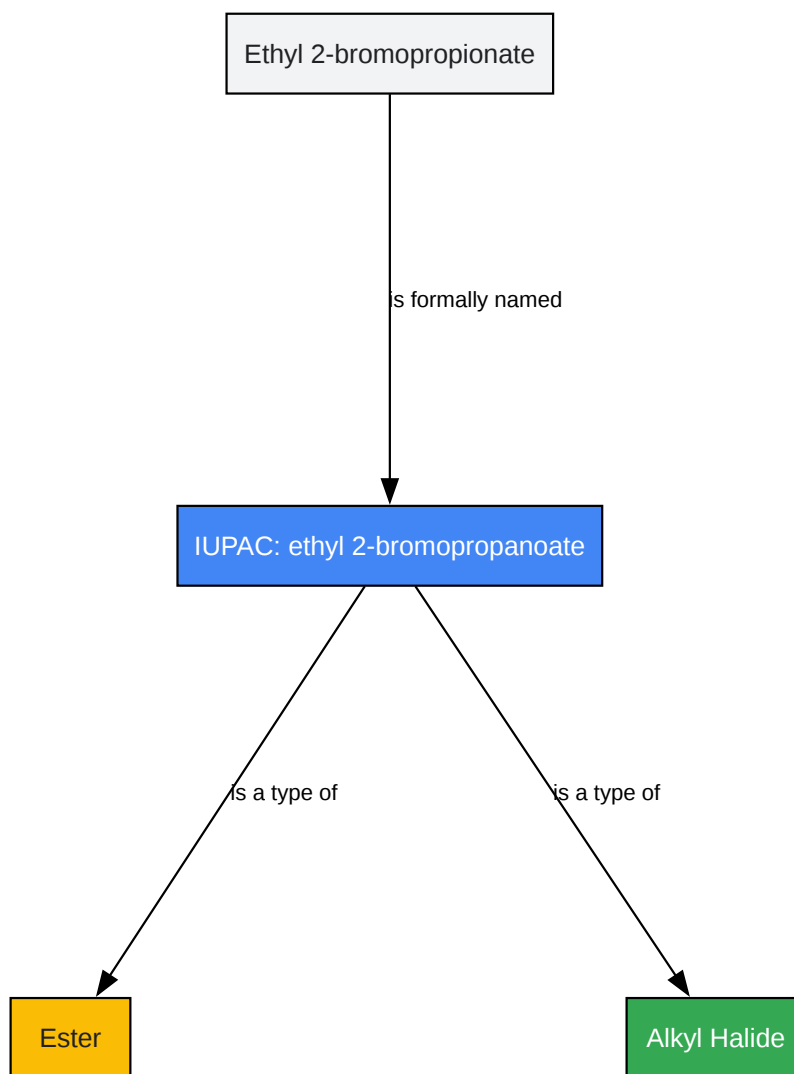 Ethyl 2-bromopropionate
is formally named
IUPAC: ethyl 2-bromopropanoate
is a type of
is a type of
Ester
Alkyl Halide